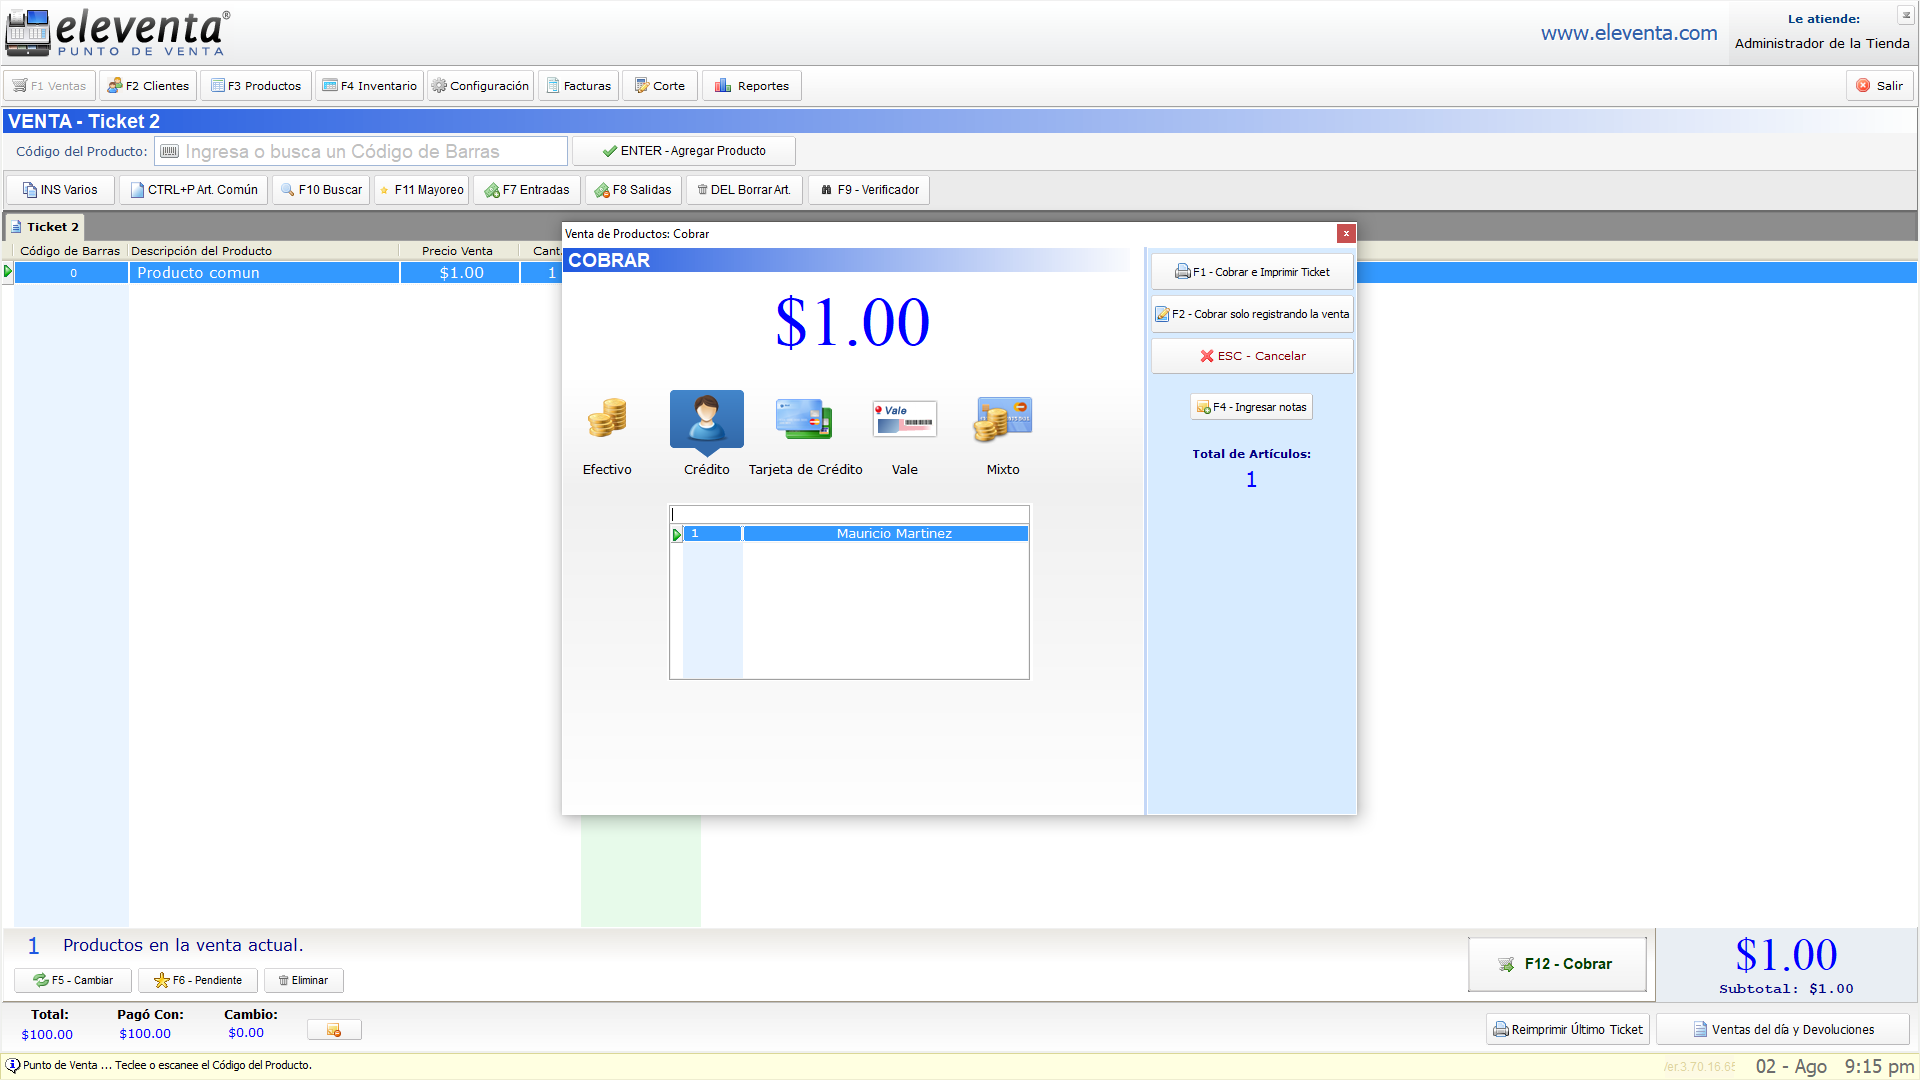 eleventa®
PUNTO DE VENTA
www.eleventa.com
Le atiende:
Administrador de la Tienda
F1 Ventas
F2 Clientes
F3 Productos
F4 Inventario
Configuración
Facturas
Corte
Reportes
Salir
VENTA - Ticket 2
Código del Producto:
Ingresa o busca un Código de Barras
ENTER - Agregar Producto
INS Varios
CTRL+P Art. Común
F10 Buscar
F11 Mayoreo
F7 Entradas
F8 Salidas
DEL Borrar Art.
F9 - Verificador
Ticket 2
Código de Barras
Descripción del Producto
Precio Venta
Cant.
0
Producto comun
$1.00
1
Venta de Productos: Cobrar
COBRAR
$1.00
Efectivo
Crédito
Tarjeta de Crédito
Vale
Vale
Mixto
1
Mauricio Martinez
F1 - Cobrar e Imprimir Ticket
F2 - Cobrar solo registrando la venta
ESC - Cancelar
F4 - Ingresar notas
Total de Artículos:
1
1
Productos en la venta actual.
F5 - Cambiar
F6 - Pendiente
Eliminar
F12 - Cobrar
$1.00
Subtotal: $1.00
Total:
$100.00
Pagó Con:
$100.00
Cambio:
$0.00
Reimprimir Último Ticket
Ventas del día y Devoluciones
Punto de Venta ... Teclee o escanee el Código del Producto.
02 - Ago
9:15 pm